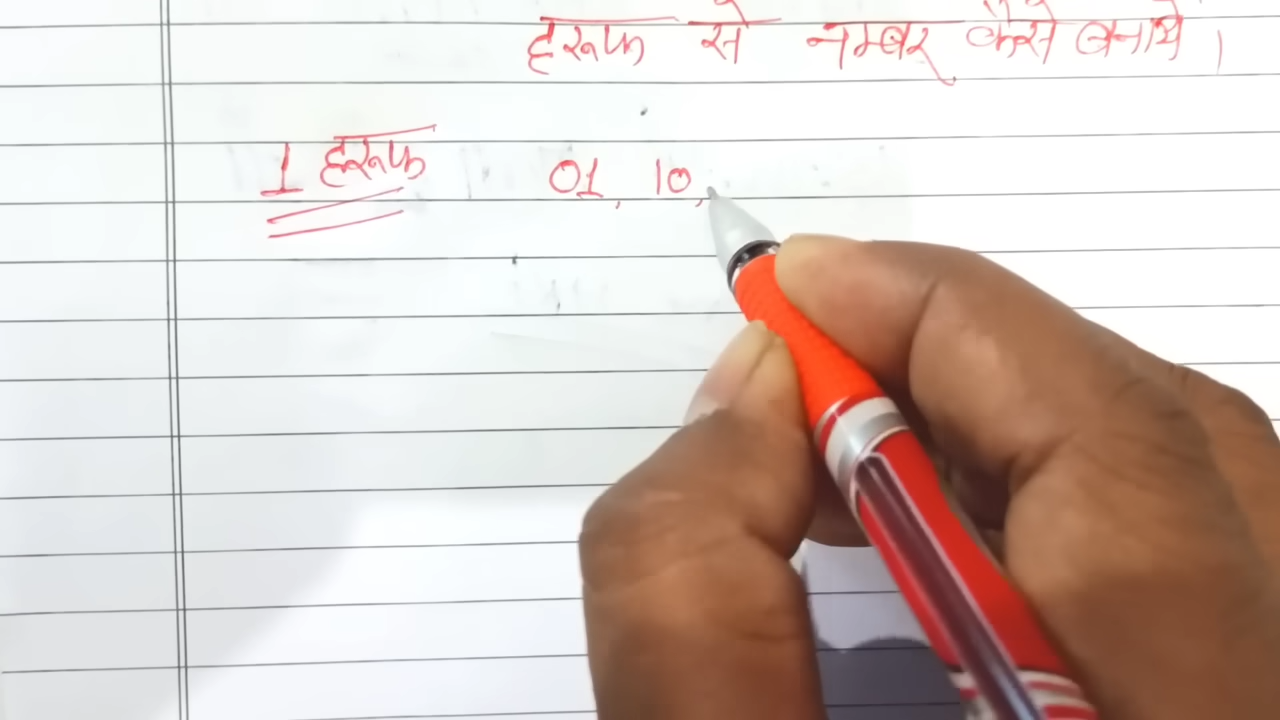 हरूफ से नम्बर कैसे बनाये।
1 हरूफ 01, 10,